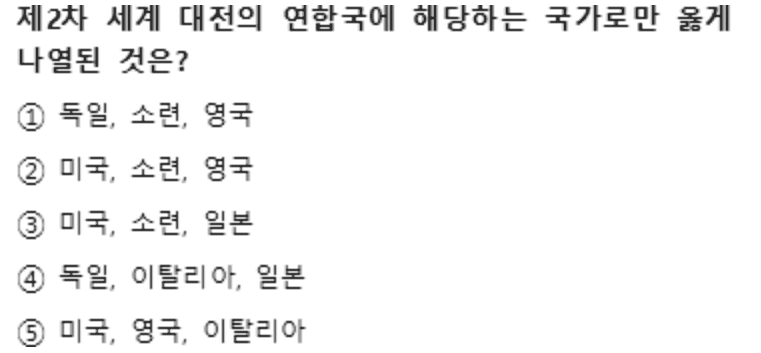 제2차 세계 대전의 연합국에 해당하는 국가로만 옳게
나열된 것은?
① 독일, 소련, 영국
② 미국, 소련, 영국
③ 미국, 소련, 일본
④ 독일, 이탈리아, 일본
⑤ 미국, 영국, 이탈리아